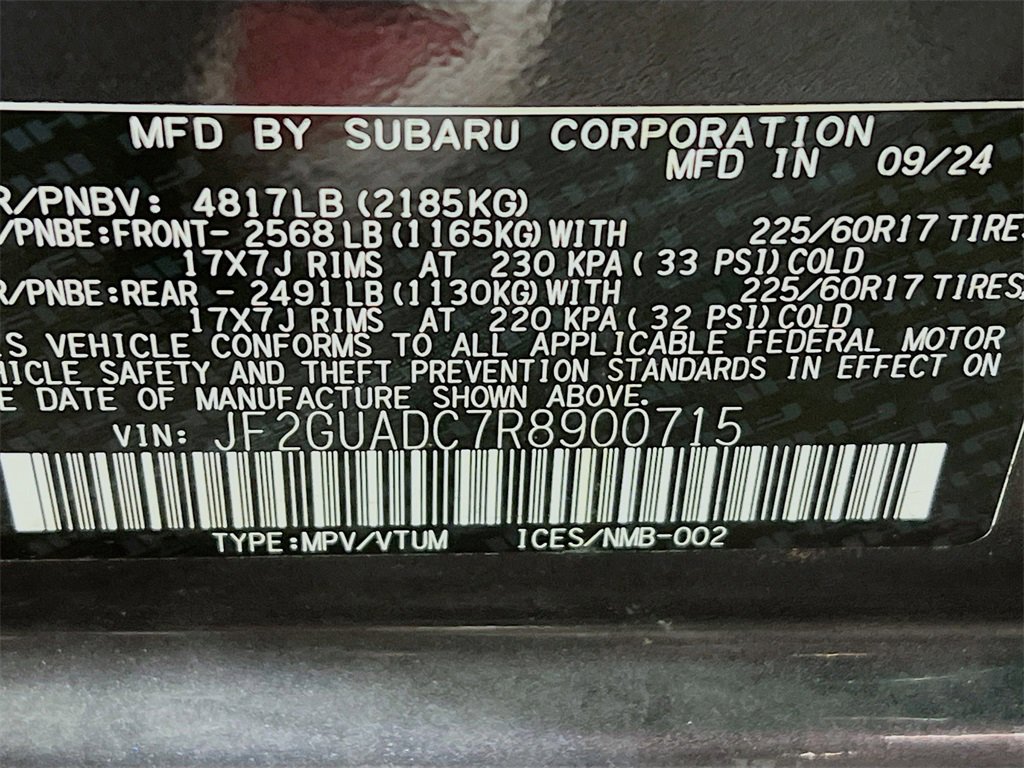 MFD BY SUBARU CORPORATION
MFD IN 09/24
R/PNBV: 4817LB (2185KG)
/PNBE:FRONT- 2568 LB (1165KG) WITH 225/60R17 TIRES
17X7J RIMS AT 230 KPA ( 33 PSI) COLD
R/PNBE:REAR - 2491 LB (1130KG) WITH 225/60R17 TIRES
17X7J RIMS AT 220 KPA ( 32 PSI) COLD
S VEHICLE CONFORMS TO ALL APPLICABLE FEDERAL MOTOR
HICLE SAFETY AND THEFT PREVENTION STANDARDS IN EFFECT ON
E DATE OF MANUFACTURE SHOWN ABOVE.
VIN: JF2GUADC7R8900715
TYPE:MPV/VTUM ICES/NMB-002